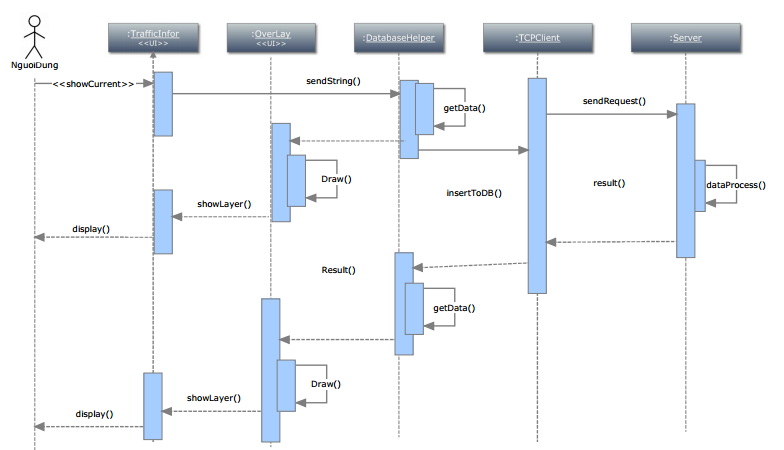 :TrafficInfor
<<UI>>
:OverLay
<<UI>>
:DatabaseHelper
:TCPClient
:Server
NguoiDung
<<showCurrent>>
sendString()
getData()
sendRequest()
Draw()
insertToDB()
result()
dataProcess()
showLayer()
display()
Result()
getData()
Draw()
showLayer()
display()